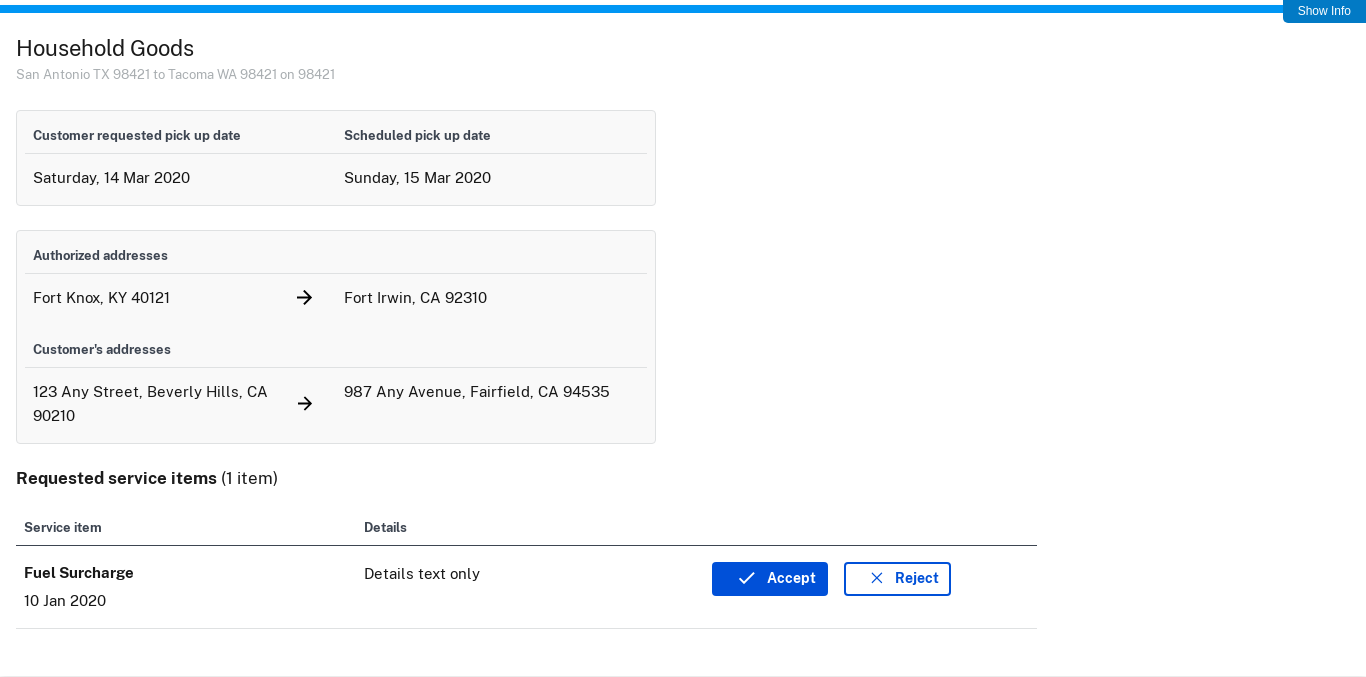 Show Info
Household Goods
San Antonio TX 98421 to Tacoma WA 98421 on 98421
Customer requested pick up date Scheduled pick up date
Saturday, 14 Mar 2020 Sunday, 15 Mar 2020
Authorized addresses
Fort Knox, KY 40121 → Fort Irwin, CA 92310
Customer's addresses
123 Any Street, Beverly Hills, CA 90210 → 987 Any Avenue, Fairfield, CA 94535
Requested service items (1 item)
Service item Details
Fuel Surcharge Details text only Accept Reject
10 Jan 2020